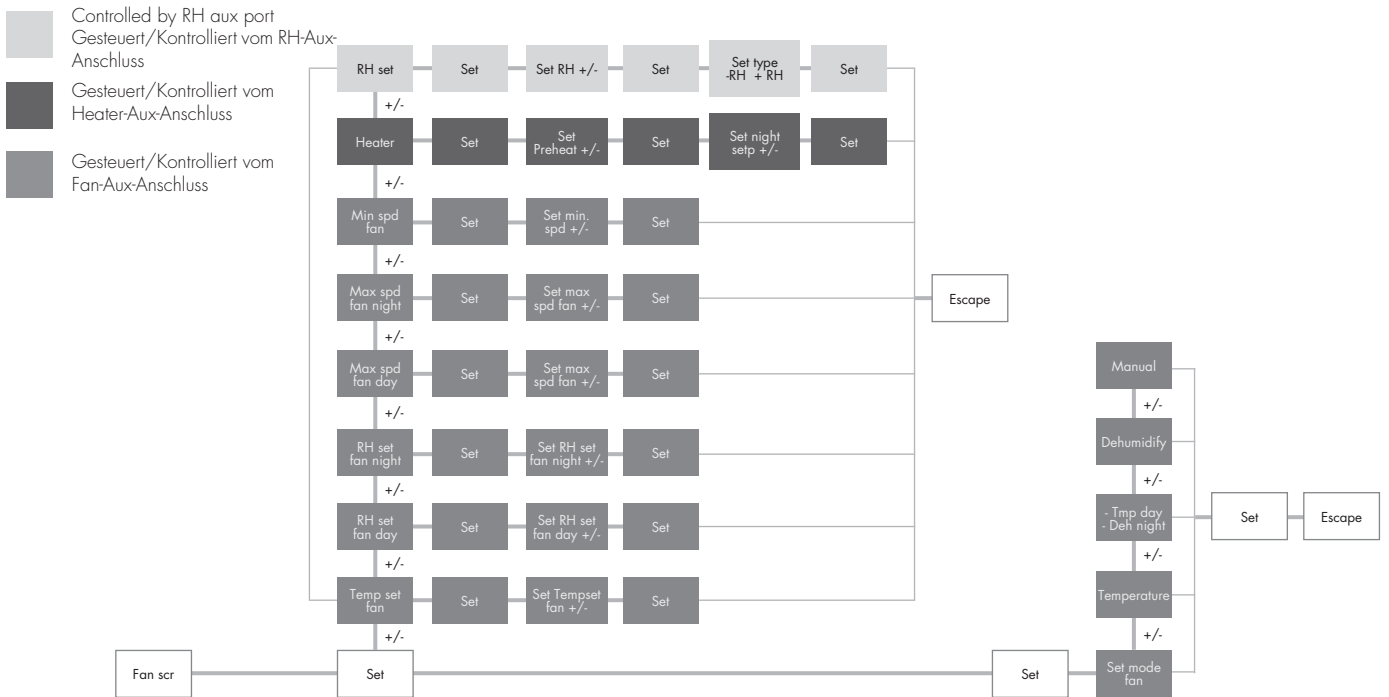 Controlled by RH aux port
Gesteuert/Kontrolliert vom RH-Aux-
Anschluss
Gesteuert/Kontrolliert vom
Heater-Aux-Anschluss
Gesteuert/Kontrolliert vom
Fan-Aux-Anschluss
RH set
Set
Set RH +/-
Set
Set type
-RH + RH
Set
+/-
Heater
Set
Set
Preheat +/-
Set
Set night
setp +/-
Set
+/-
Min spd
fan
Set
Set min.
spd +/-
Set
+/-
Max spd
fan night
Set
Set max
spd fan +/-
Set
Escape
+/-
Max spd
fan day
Set
Set max
spd fan +/-
Set
+/-
RH set
fan night
Set
Set RH set
fan night +/-
Set
+/-
RH set
fan day
Set
Set RH set
fan day +/-
Set
+/-
Temp set
fan
Set
Set Tempset
fan +/-
Set
+/-
Fan scr
Set
Set
Manual
+/-
Dehumidify
+/-
- Tmp day
- Deh night
Set
Escape
+/-
Temperature
+/-
Set mode
fan